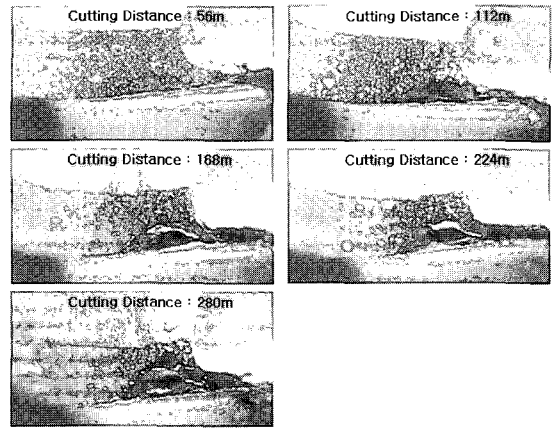 Cutting Distance : 56m
Cutting Distance : 112m
Cutting Distance : 168m
Cutting Distance : 224m
Cutting Distance : 280m